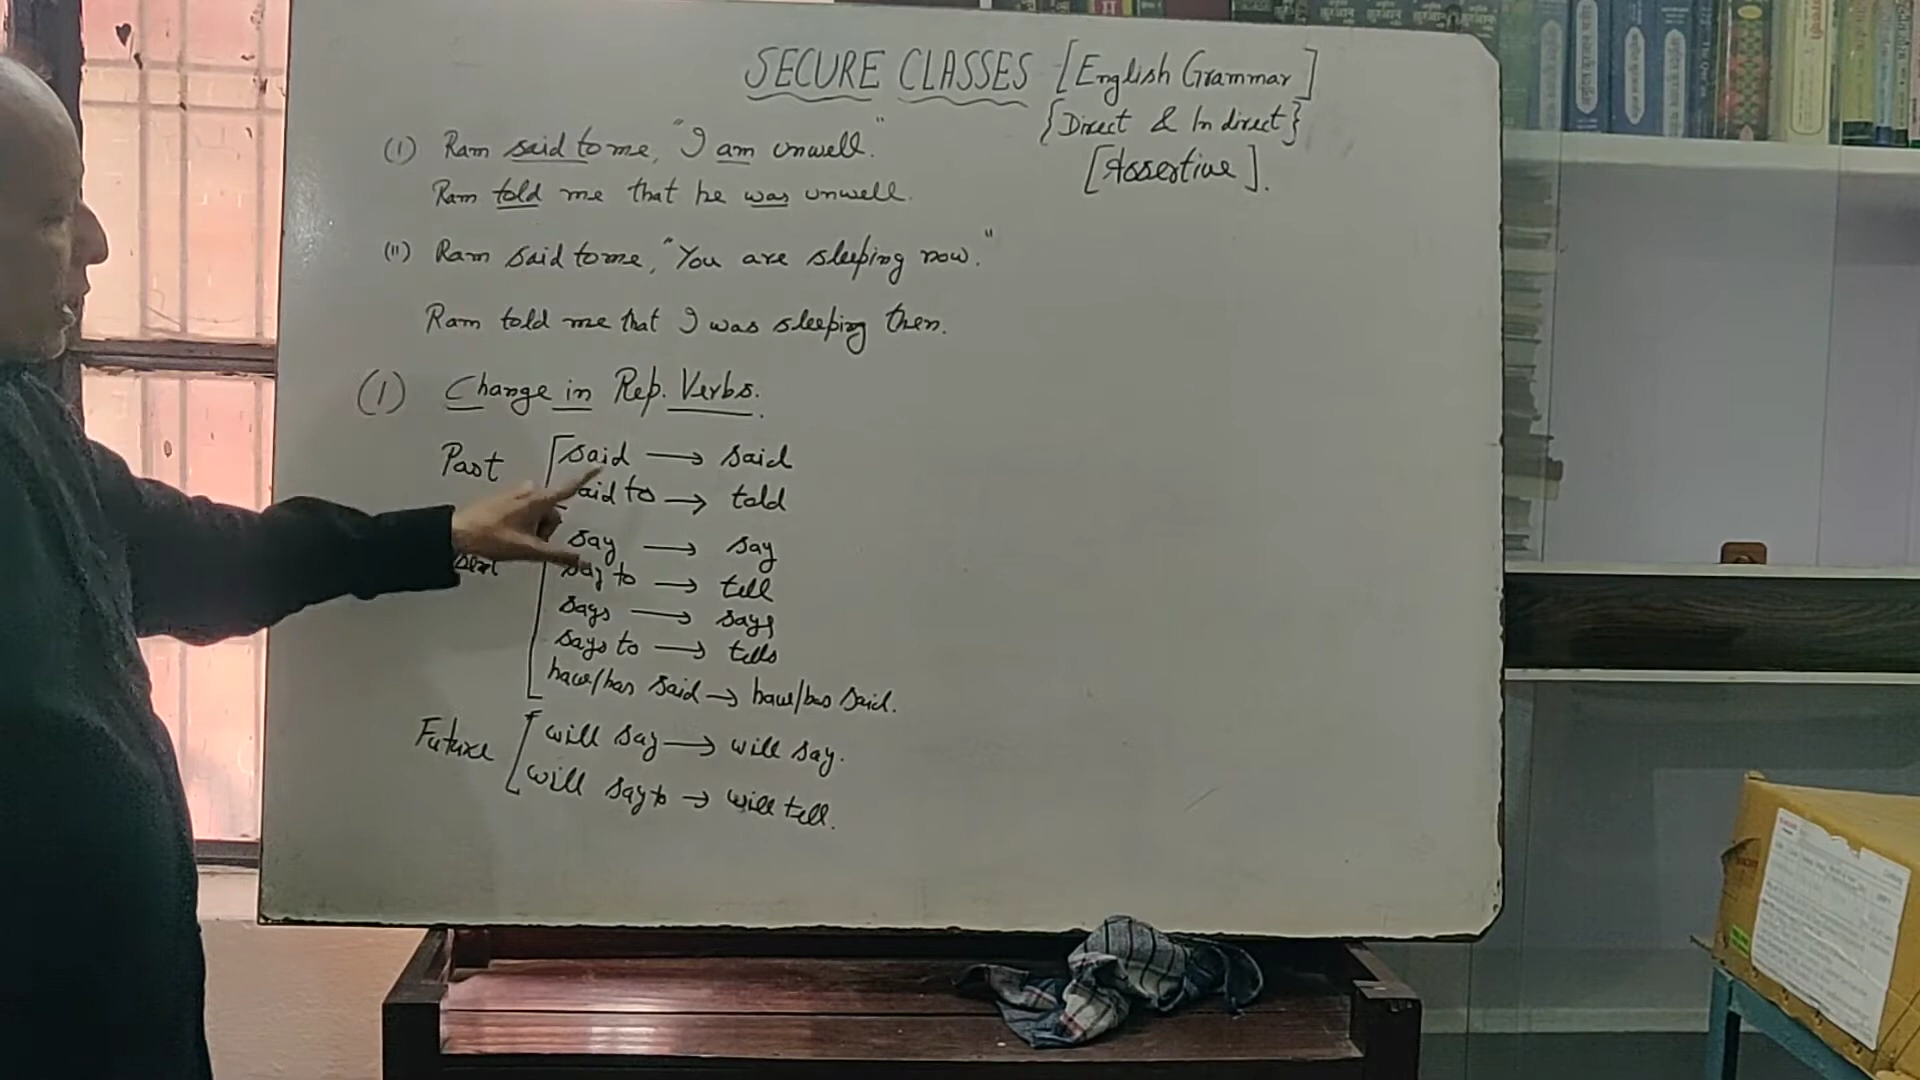 SECURE CLASSES [English Grammar]
{Direct & Indirect}
[Assertive].
(i) Ram said to me, "I am unwell."
Ram told me that he was unwell.
(ii) Ram said to me, "You are sleeping now."
Ram told me that I was sleeping then.
(1) Change in Rep. Verbs.
Past
said → said
said to → told
say → say
say to → tell
says → says
says to → tells
have/has said → have/has said.
Future
will say → will say.
will say to → will tell.